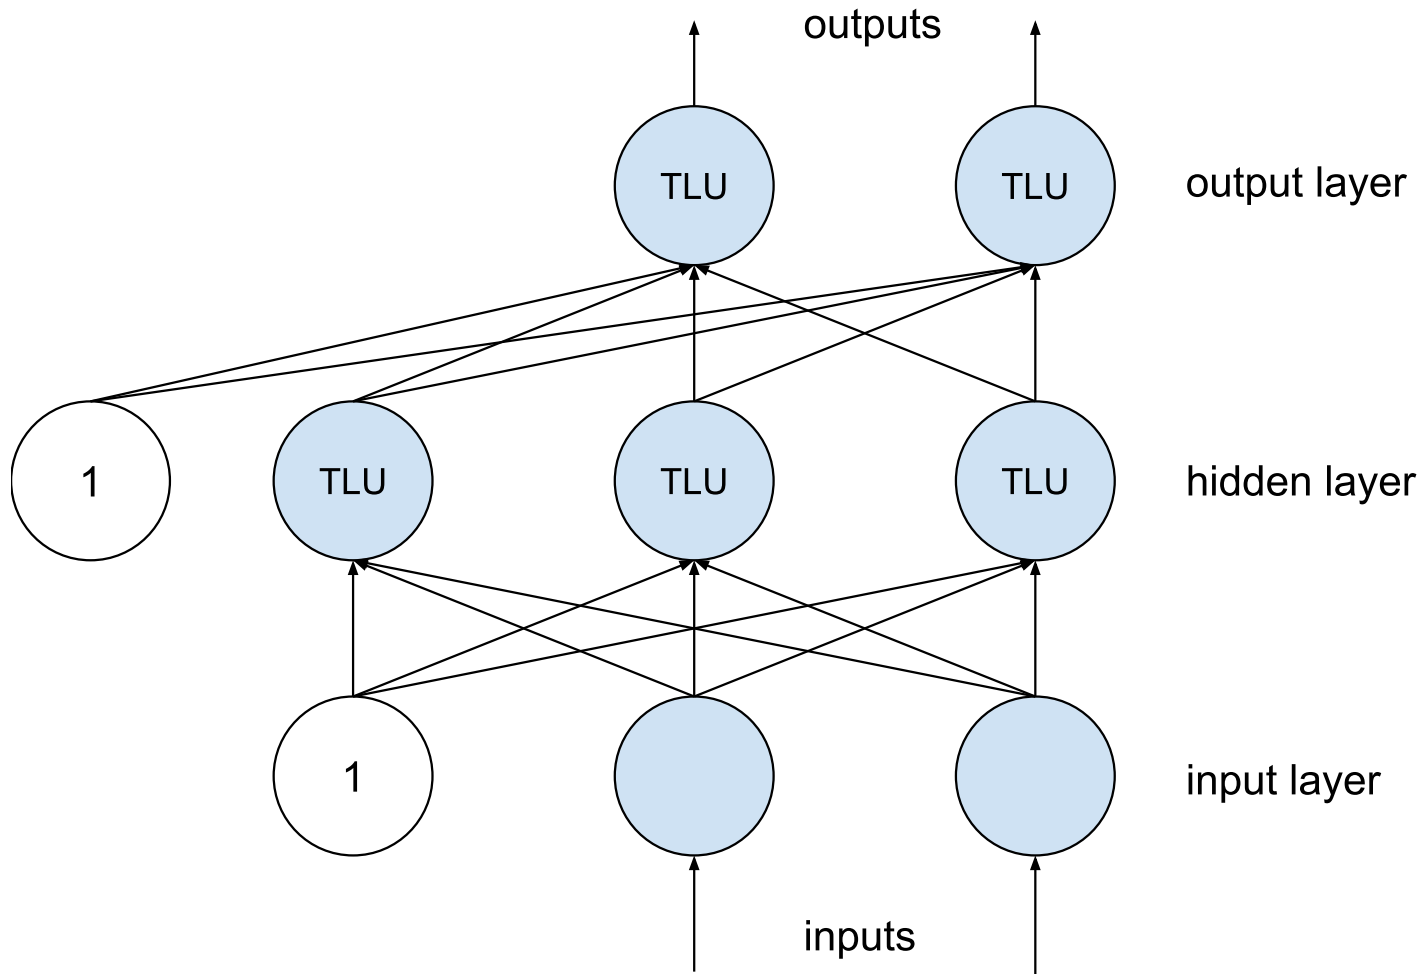 outputs
TLU TLU output layer
1 TLU TLU TLU hidden layer
1 input layer
inputs